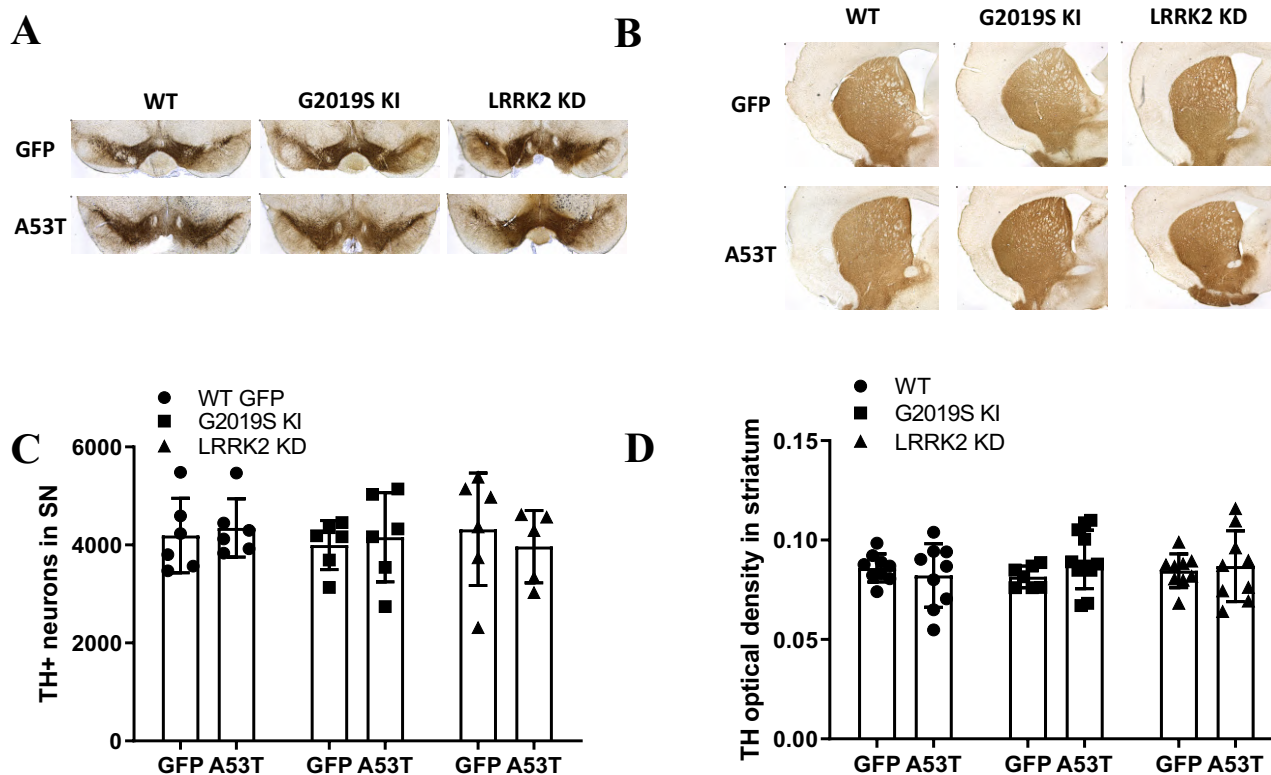 A
WT G2019S KI LRRK2 KD
GFP
A53T
B
WT G2019S KI LRRK2 KD
GFP
A53T
C
WT GFP
G2019S KI
LRRK2 KD
TH+ neurons in SN
6000
4000
2000
0
GFP A53T GFP A53T GFP A53T
D
WT
G2019S KI
LRRK2 KD
TH optical density in striatum
0.15
0.10
0.05
0.00
GFP A53T GFP A53T GFP A53T